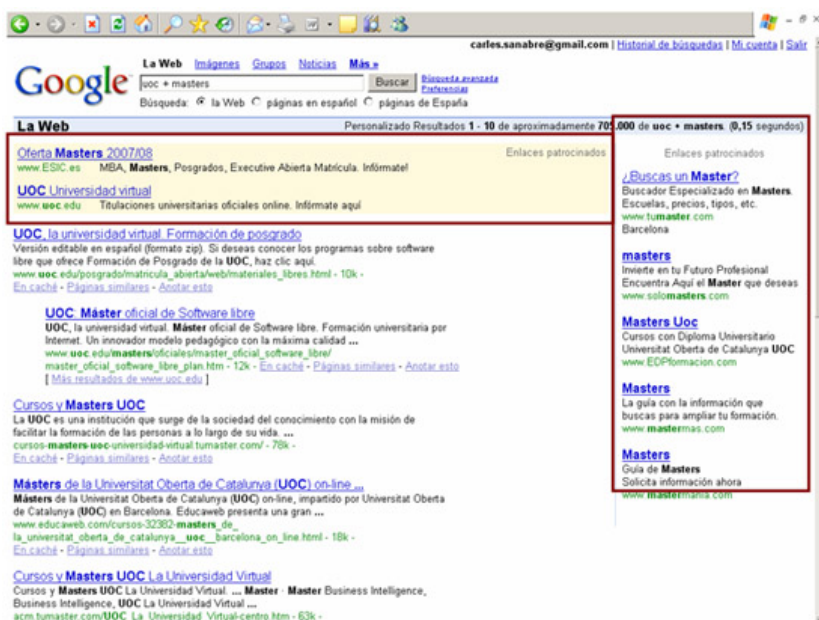 carles.sanabre@gmail.com | Historial de búsquedas | Mi cuenta | Salir
La Web Imágenes Grupos Noticias Más »
Google
uoc + masters
Buscar
Búsqueda avanzada
Preferencias
Búsqueda: la Web páginas en español páginas de España
La Web
Personalizado Resultados 1 - 10 de aproximadamente 705.000 de uoc + masters. (0,15 segundos)
Oferta Masters 2007/08
Enlaces patrocinados
www.ESIC.es MBA, Masters, Posgrados, Executive Abierta Matrícula. Infórmate!
UOC Universidad virtual
www.uoc.edu Titulaciones universitarias oficiales online. Infórmate aquí
UOC, la universidad virtual. Formación de posgrado
Versión editable en español (formato zip). Si deseas conocer los programas sobre software
libre que ofrece Formación de Posgrado de la UOC, haz clic aquí.
www.uoc.edu/posgrado/matricula_abierta/web/materiales_libres.html - 10k -
En caché - Páginas similares - Anotar esto
UOC: Máster oficial de Software libre
UOC, la universidad virtual. Máster oficial de Software libre. Formación universitaria por
Internet. Un innovador modelo pedagógico con la máxima calidad ...
www.uoc.edu/masters/oficiales/master_oficial_software_libre/
master_oficial_software_libre_plan.htm - 12k - En caché - Páginas similares - Anotar esto
[ Más resultados de www.uoc.edu ]
Cursos y Masters UOC
La UOC es una institución que surge de la sociedad del conocimiento con la misión de
facilitar la formación de las personas a lo largo de su vida. ...
cursos-masters-uoc-universidad-virtual.tumaster.com/ - 78k -
En caché - Páginas similares - Anotar esto
Másters de la Universitat Oberta de Catalunya (UOC) on-line ...
Másters de la Universitat Oberta de Catalunya (UOC) on-line, impartido por Universitat Oberta
de Catalunya (UOC) en Barcelona. Educaweb presenta una gran ...
www.educaweb.com/cursos-32382-masters_de_
la_universitat_oberta_de_catalunya__uoc__barcelona_on_line.html - 18k -
En caché - Páginas similares - Anotar esto
Cursos y Masters UOC La Universidad Virtual
Cursos y Masters UOC La Universidad Virtual. ... Master · Master Business Intelligence,
Business Intelligence, UOC La Universidad Virtual ...
acm.tumaster.com/UOC_La_Universidad_Virtual-centro.htm - 63k -
Enlaces patrocinados
¿Buscas un Master?
Buscador Especializado en Masters.
Escuelas, precios, tipos, etc.
www.tumaster.com
Barcelona
masters
Invierte en tu Futuro Profesional
Encuentra Aquí el Master que deseas
www.solomasters.com
Masters Uoc
Cursos con Diploma Universitario
Universitat Oberta de Catalunya UOC
www.EDPformacion.com
Masters
La guía con la información que
buscas para ampliar tu formación.
www.mastermas.com
Masters
Guía de Masters
Solicita información ahora
www.mastermania.com